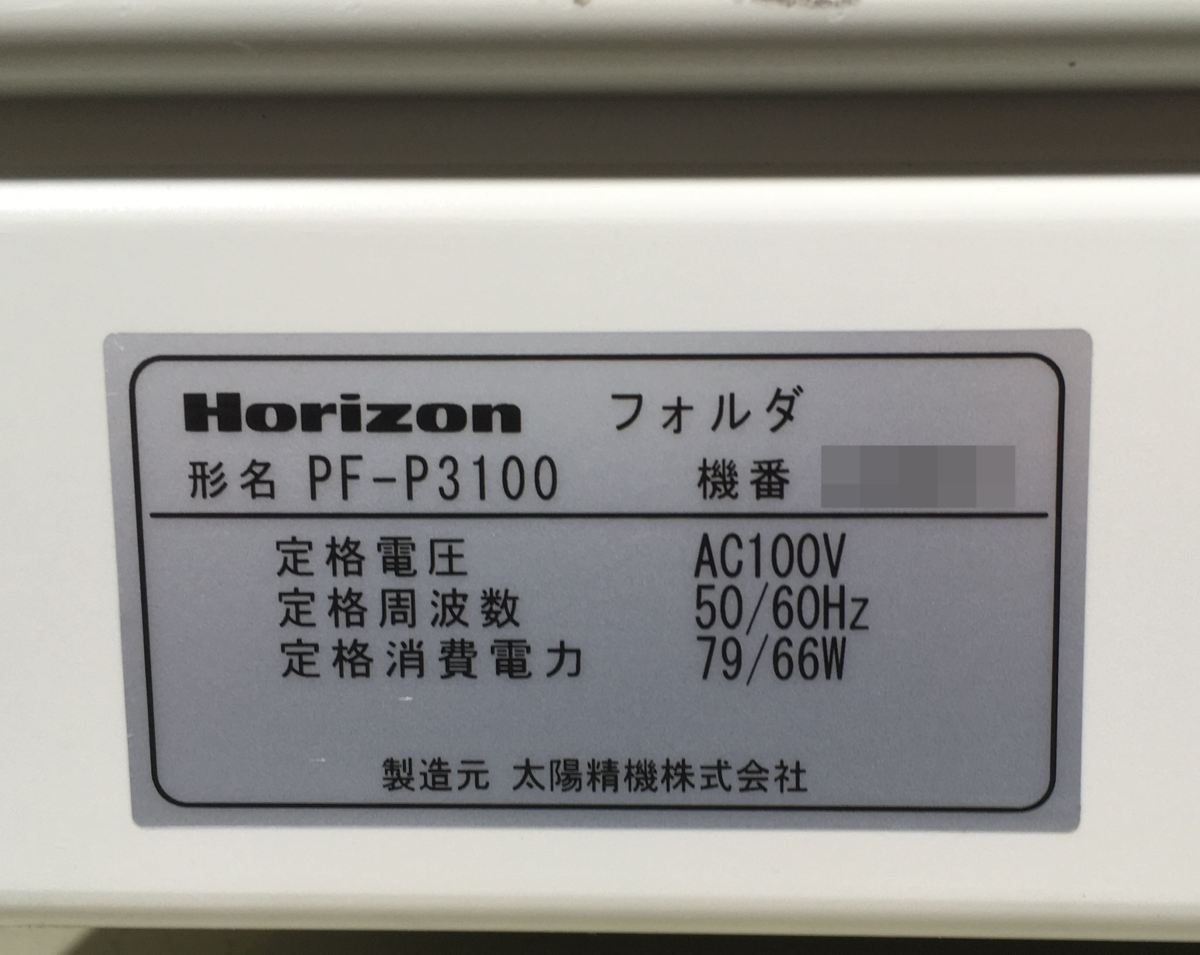 Horizon フォルダ
形名 PF-P3100 機番
定格電圧 AC100V
定格周波数 50/60Hz
定格消費電力 79/66W
製造元 太陽精機株式会社